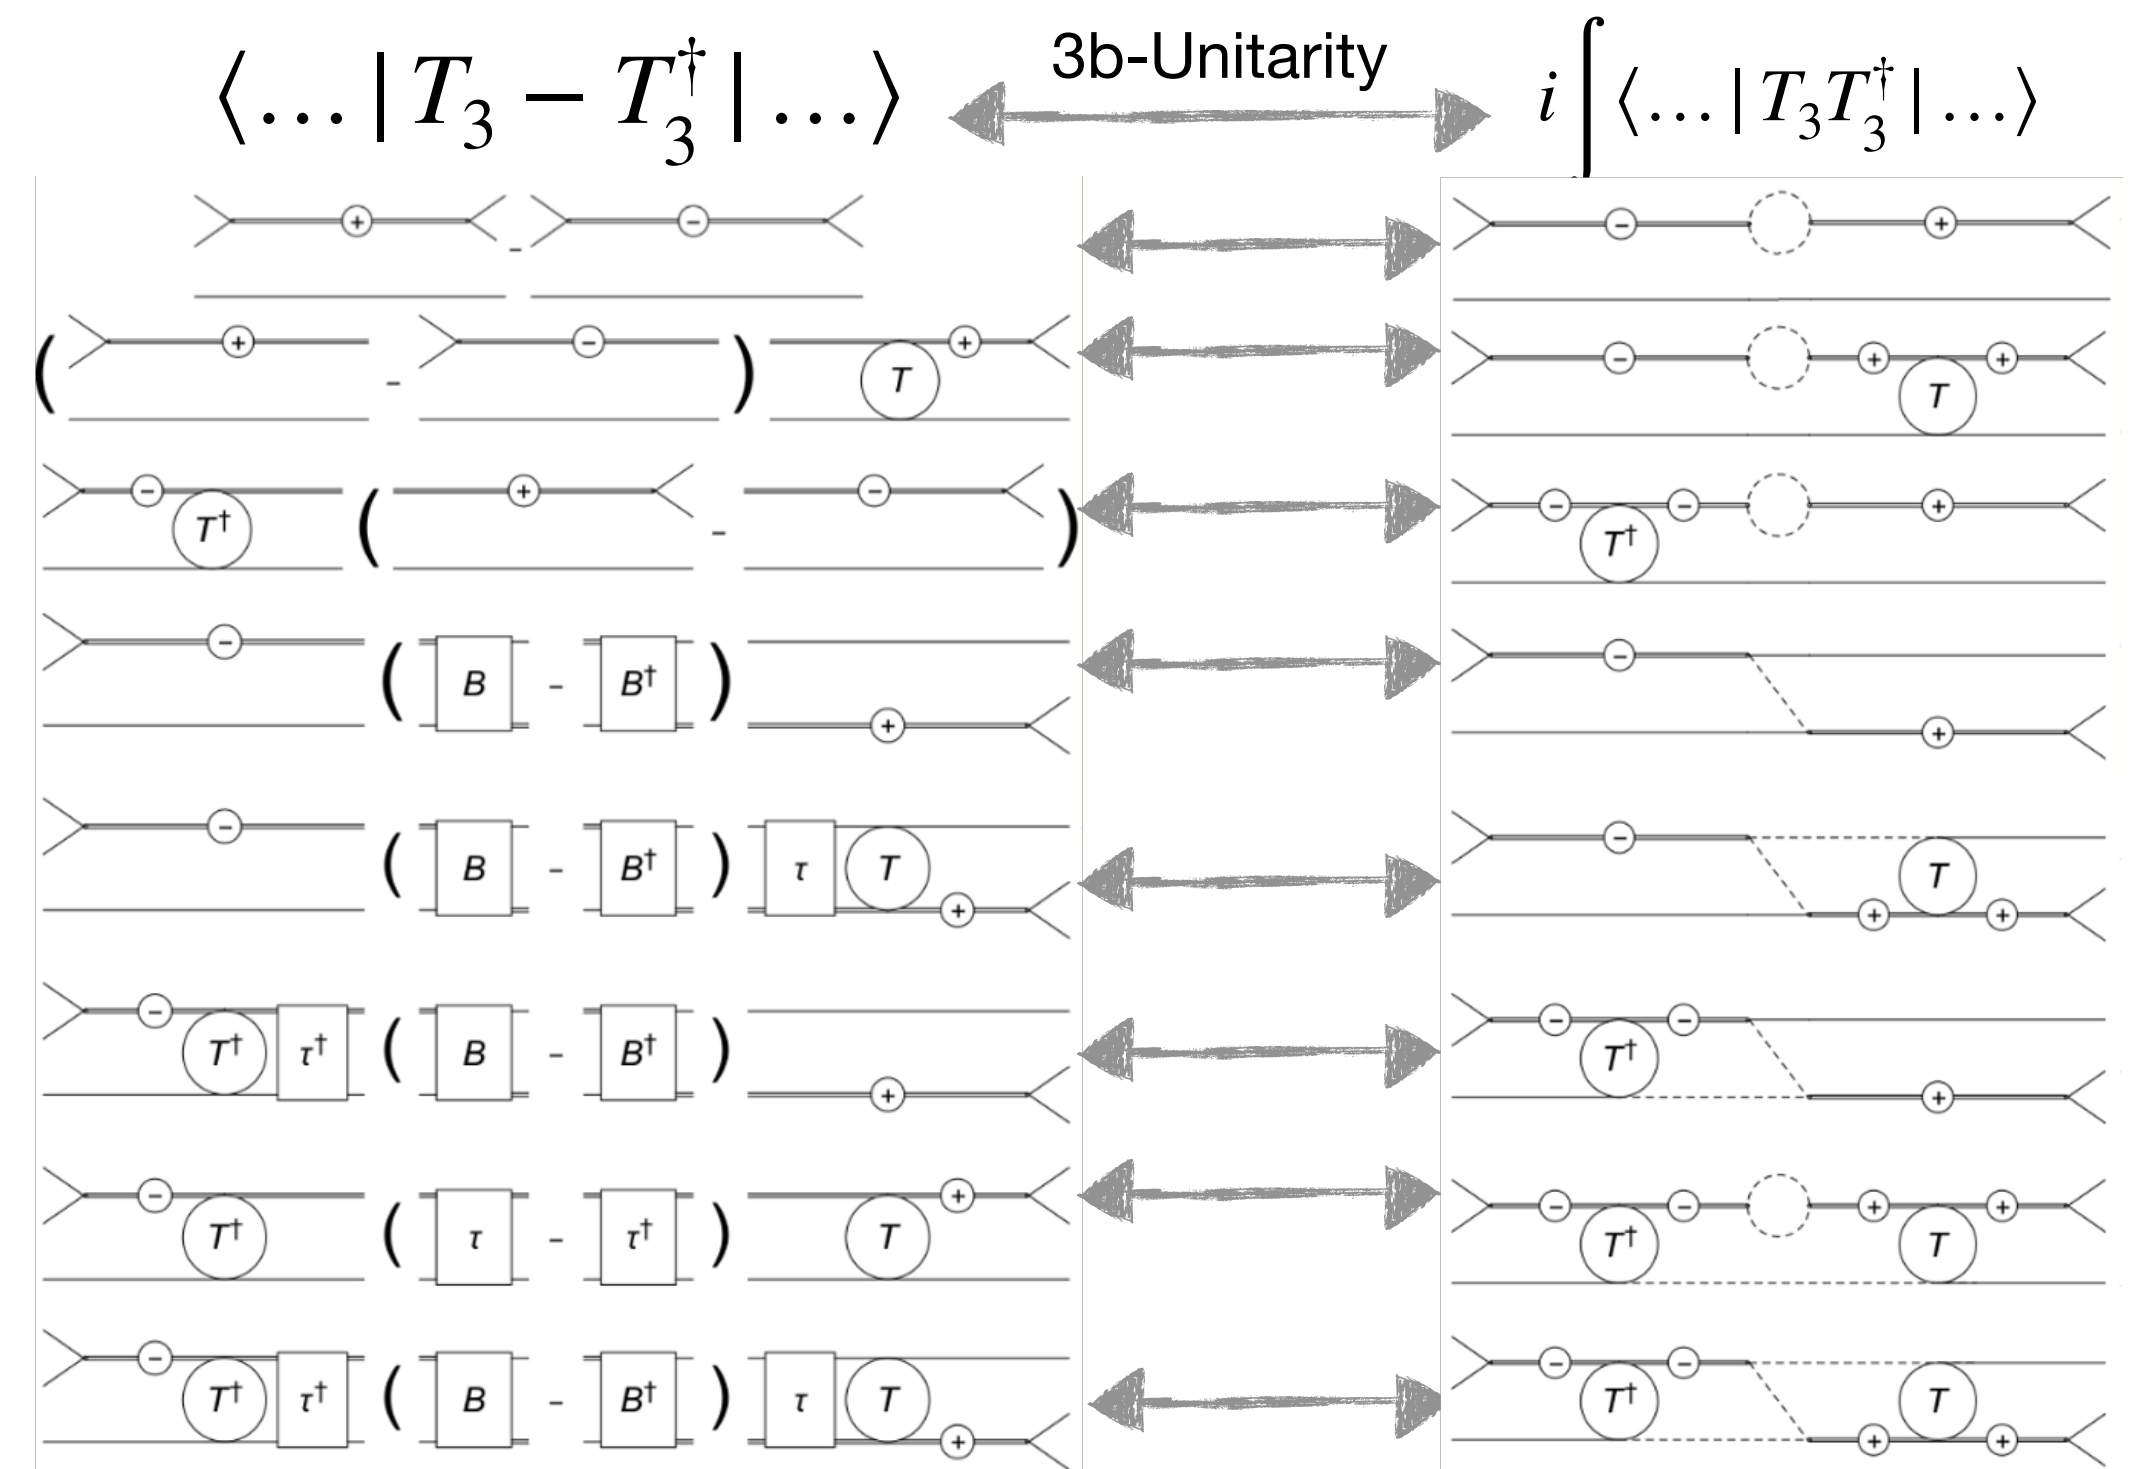 ⟨…| T₃ − T₃† |…⟩ 3b-Unitarity i∫⟨…| T₃T₃† |…⟩
+ - − − +
( + - − ) T + − + T +
− T† ( + - − ) − T† − +
− ( B - B† ) + − +
− ( B - B† ) τ T + − + T +
− T† τ† ( B - B† ) + − T† − +
− T† ( τ - τ† ) T + − T† − + T +
− T† τ† ( B - B† ) τ T + − T† − + T +